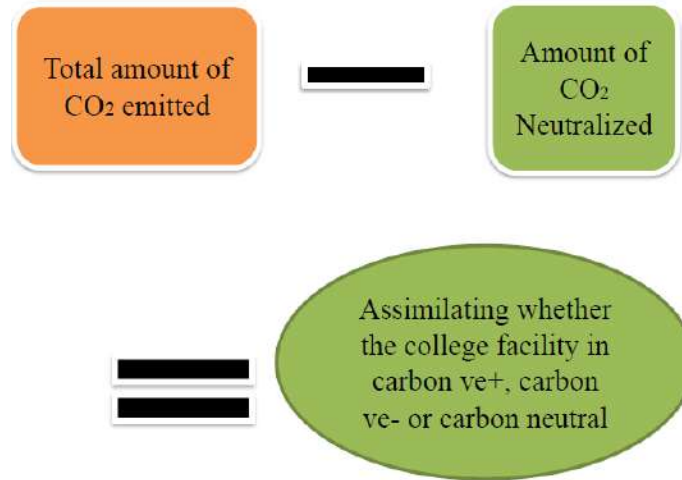 Total amount of
CO₂ emitted
Amount of
CO₂
Neutralized
Assimilating whether
the college facility in
carbon ve+, carbon
ve- or carbon neutral